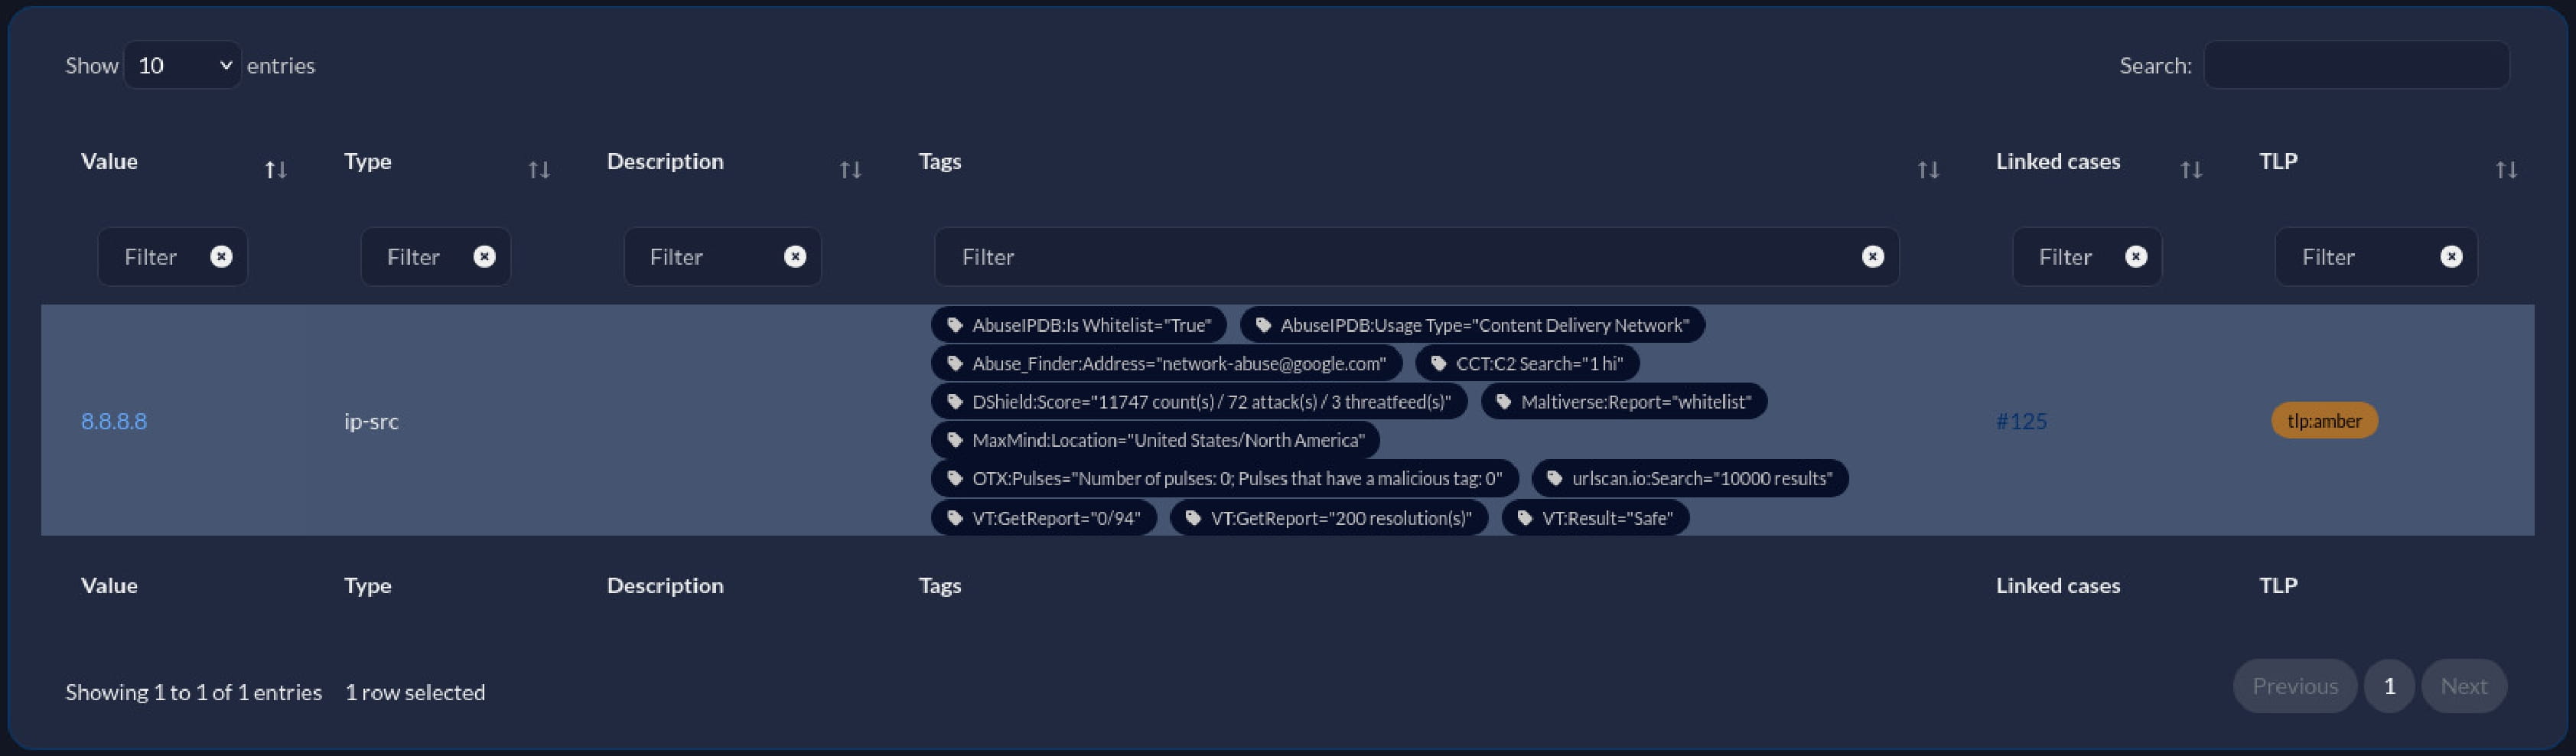 Show 10 entries Search:
Value Type Description Tags Linked cases TLP
Filter Filter Filter Filter Filter Filter
AbuseIPDB:Is Whitelist="True" AbuseIPDB:Usage Type="Content Delivery Network"
Abuse_Finder:Address="network-abuse@google.com" CCT:C2 Search="1 hi"
DShield:Score="11747 count(s) / 72 attack(s) / 3 threatfeed(s)" Maltiverse:Report="whitelist"
8.8.8.8 ip-src #125 tlp:amber
MaxMind:Location="United States/North America"
OTX:Pulses="Number of pulses: 0; Pulses that have a malicious tag: 0" urlscan.io:Search="10000 results"
VT:GetReport="0/94" VT:GetReport="200 resolution(s)" VT:Result="Safe"
Value Type Description Tags Linked cases TLP
Showing 1 to 1 of 1 entries 1 row selected Previous 1 Next